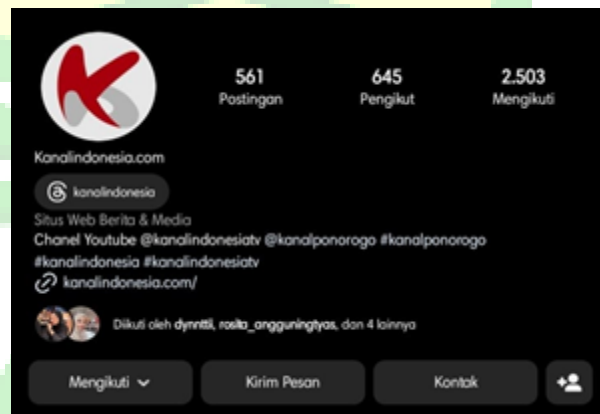 561 645 2.503
Postingan Pengikut Mengikuti
Kanalindonesia.com
kanalindonesia
Situs Web Berita & Media
Chanel Youtube @kanalindonesiatv @kanalponorogo #kanalponorogo
#kanalindonesia #kanalindonesiatv
kanalindonesia.com/
Diikuti oleh dynnttii, rosita_angguningtyas, dan 4 lainnya
Mengikuti Kirim Pesan Kontak